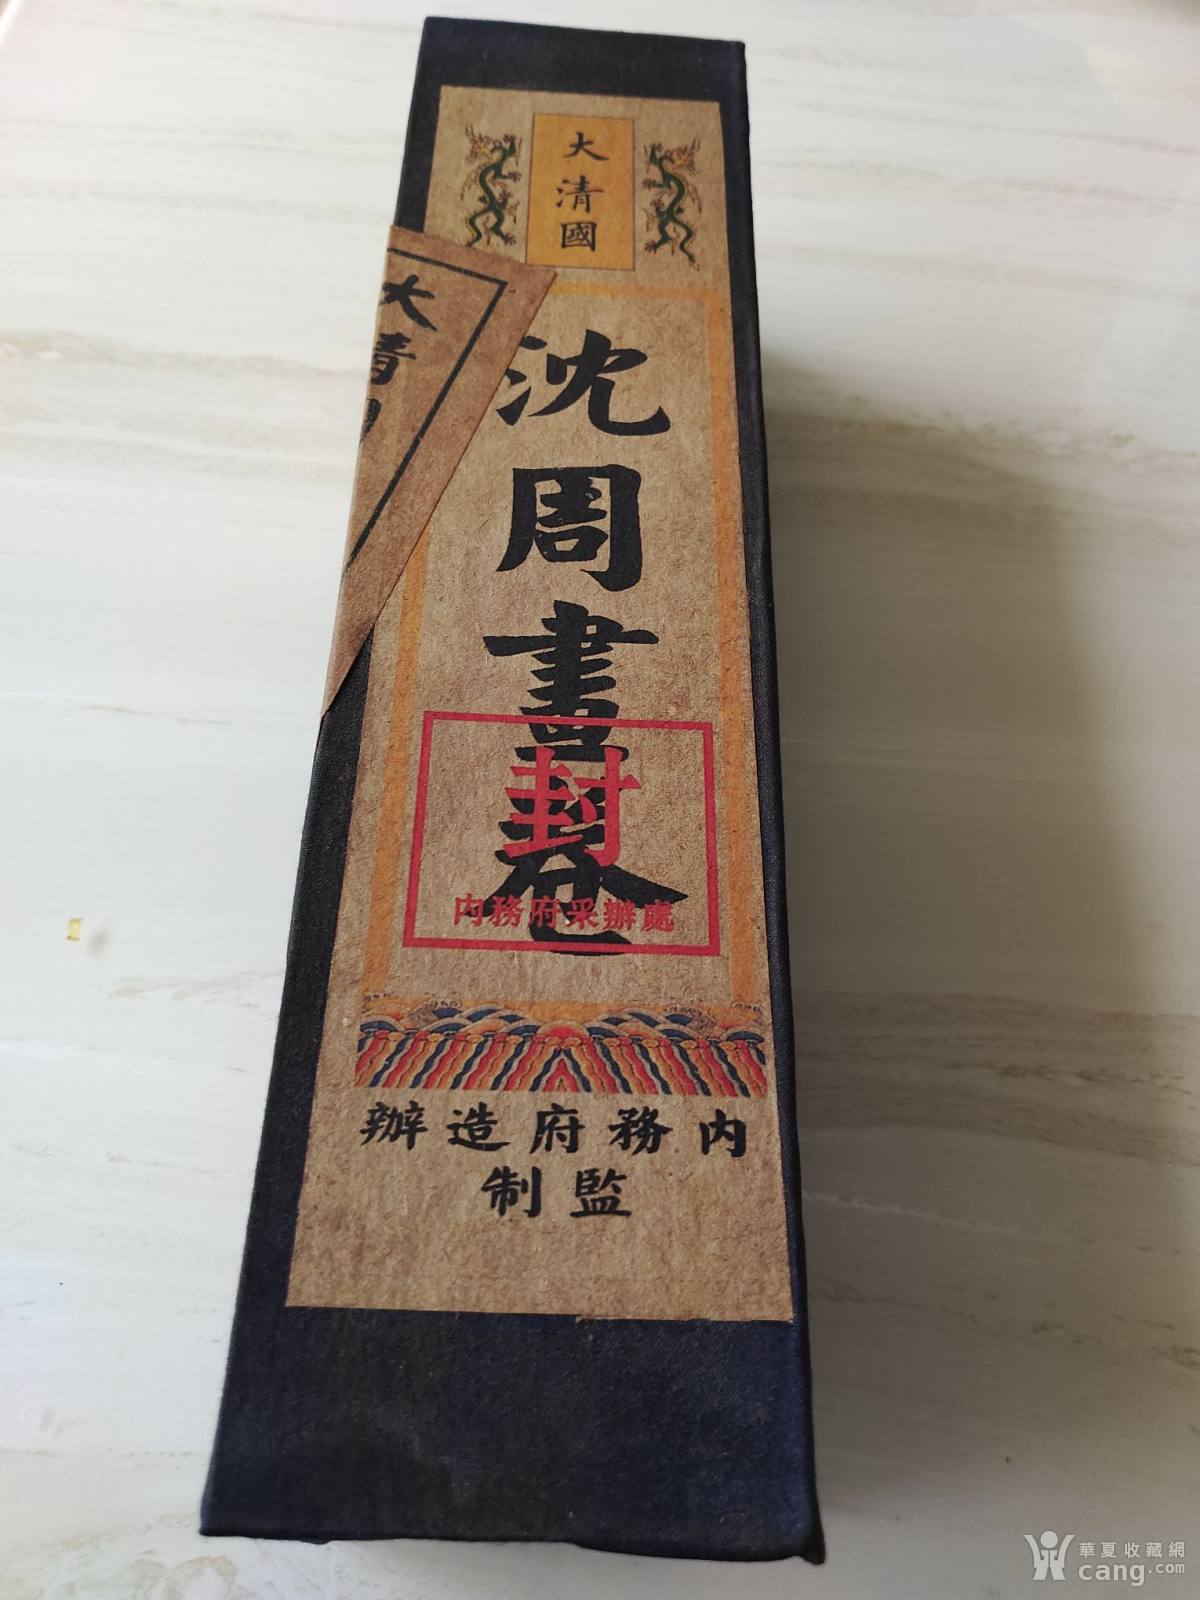 大清國
大清
沈周畫卷
封
内務府采辦處
内務府造辦
監制
華夏收藏網
cang.com